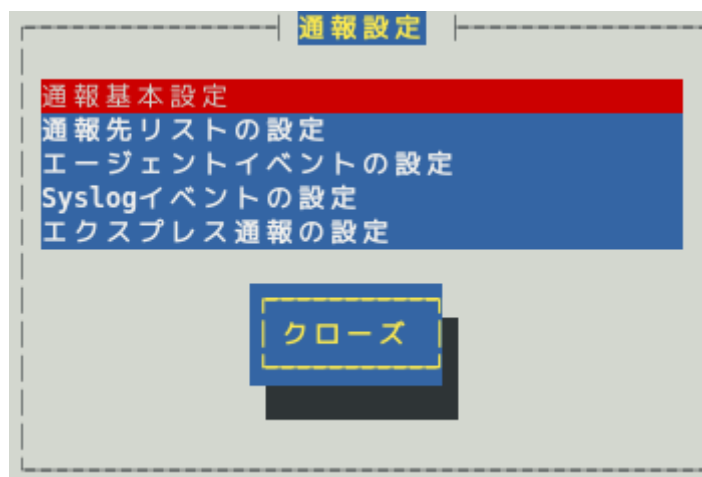 通報設定
通報基本設定
通報先リストの設定
エージェントイベントの設定
Syslogイベントの設定
エクスプレス通報の設定
クローズ